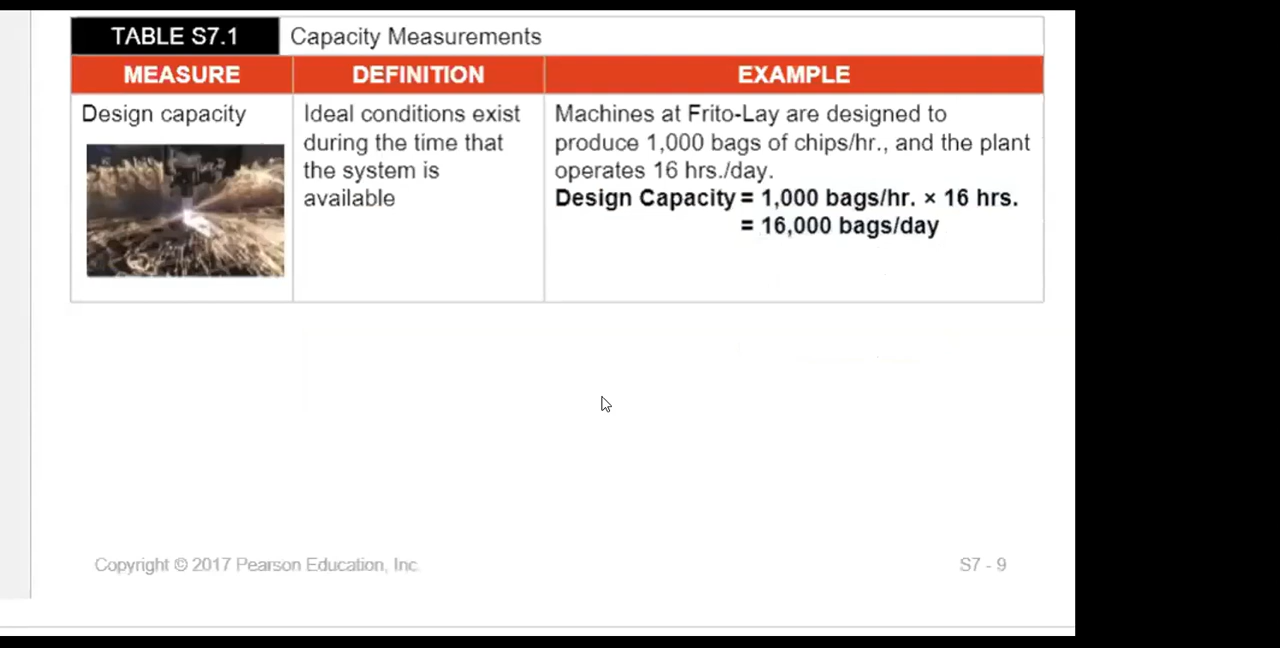 TABLE S7.1 Capacity Measurements
MEASURE DEFINITION EXAMPLE
Design capacity
Ideal conditions exist
during the time that
the system is
available
Machines at Frito-Lay are designed to
produce 1,000 bags of chips/hr., and the plant
operates 16 hrs./day.
Design Capacity = 1,000 bags/hr. × 16 hrs.
= 16,000 bags/day
Copyright © 2017 Pearson Education, Inc.
S7 - 9